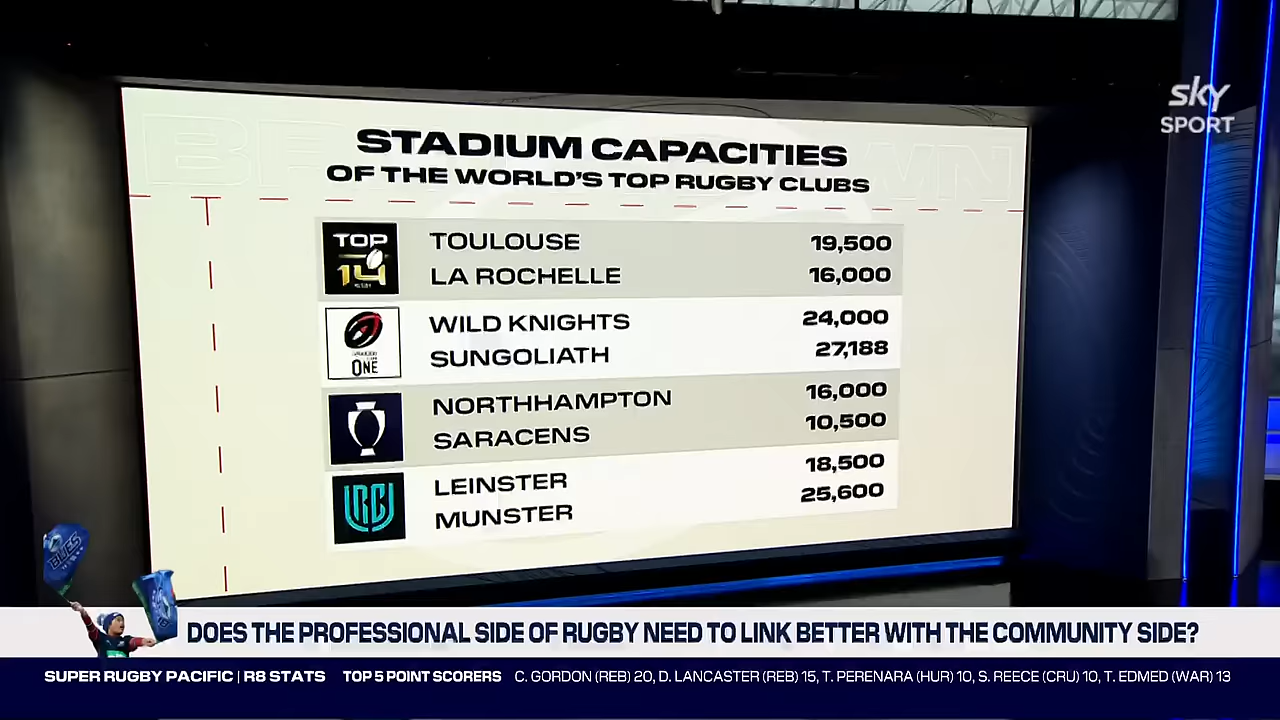 sky
SPORT
STADIUM CAPACITIES
OF THE WORLD'S TOP RUGBY CLUBS
TOP
14
TOULOUSE 19,500
LA ROCHELLE 16,000
ONE
WILD KNIGHTS 24,000
SUNGOLIATH 27,188
NORTHHAMPTON 16,000
SARACENS 10,500
URC
LEINSTER 18,500
MUNSTER 25,600
BLUES
DOES THE PROFESSIONAL SIDE OF RUGBY NEED TO LINK BETTER WITH THE COMMUNITY SIDE?
SUPER RUGBY PACIFIC | R8 STATS TOP 5 POINT SCORERS C. GORDON (REB) 20, D. LANCASTER (REB) 15, T. PERENARA (HUR) 10, S. REECE (CRU) 10, T. EDMED (WAR) 13